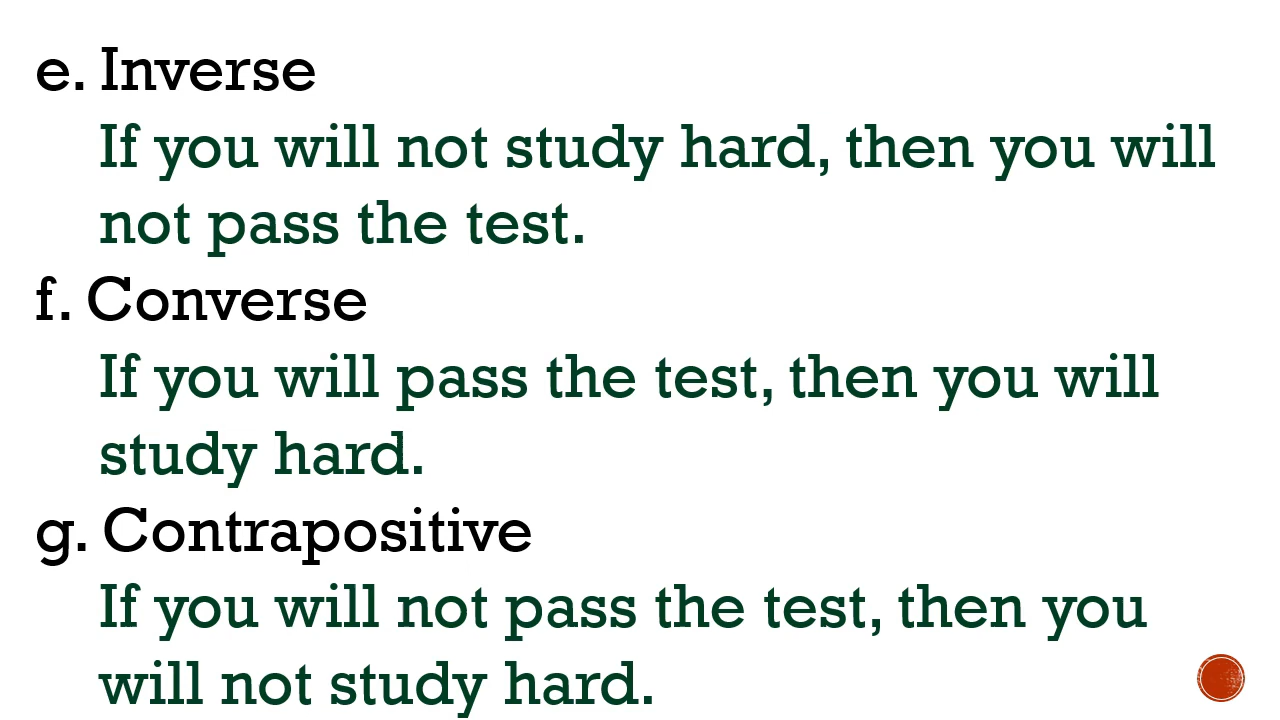 e. Inverse
If you will not study hard, then you will
not pass the test.
f. Converse
If you will pass the test, then you will
study hard.
g. Contrapositive
If you will not pass the test, then you
will not study hard.